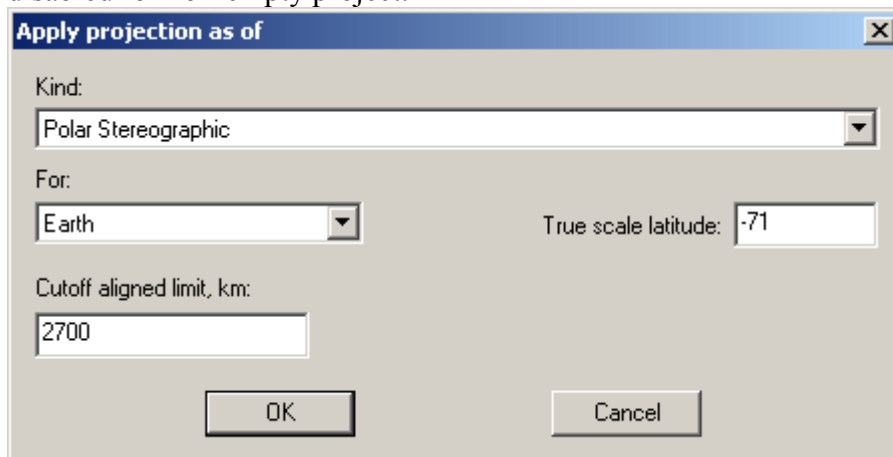 Apply projection as of
Kind:
Polar Stereographic
For:
Earth
True scale latitude: -71
Cutoff aligned limit, km:
2700
OK Cancel